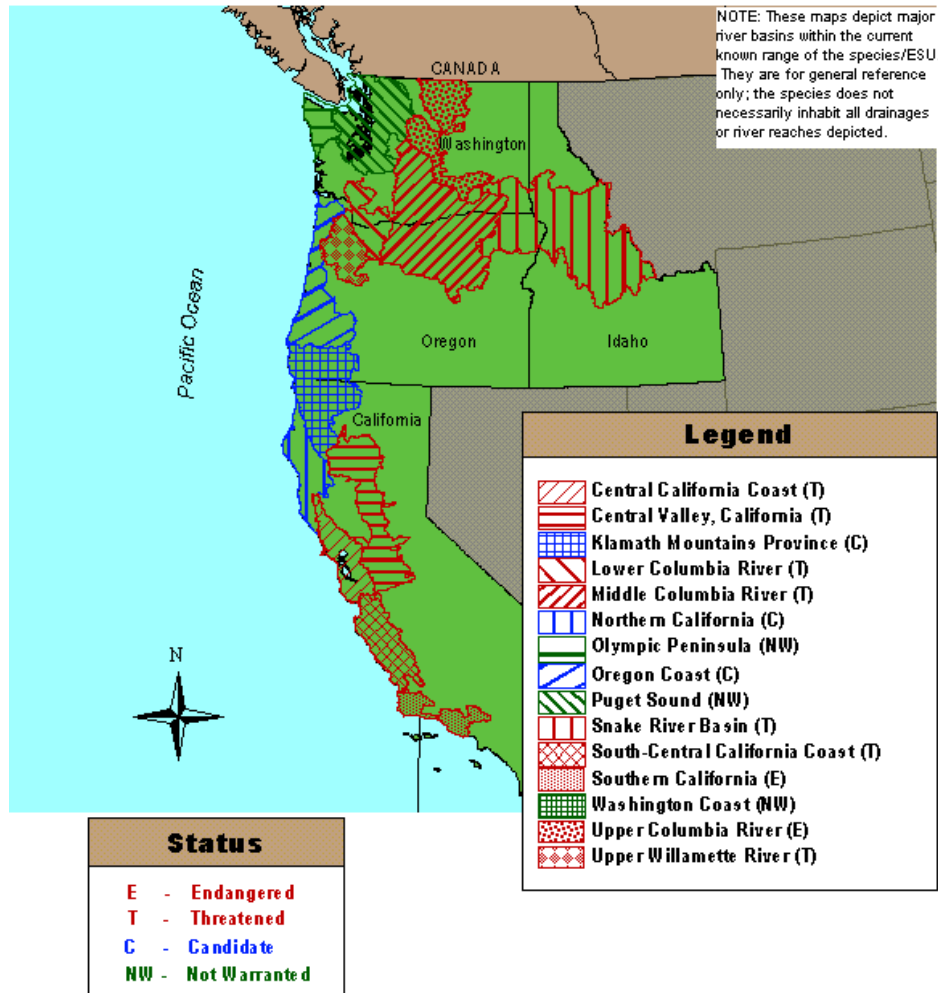 NOTE: These maps depict major
river basins within the current
known range of the species/ESU
They are for general reference
only; the species does not
necessarily inhabit all drainages
or river reaches depicted.
CANADA
Washington
Pacific Ocean
Oregon
Idaho
California
N
Legend
Central California Coast (T)
Central Valley, California (T)
Klamath Mountains Province (C)
Lower Columbia River (T)
Middle Columbia River (T)
Northern California (C)
Olympic Peninsula (NW)
Oregon Coast (C)
Puget Sound (NW)
Snake River Basin (T)
South-Central California Coast (T)
Southern California (E)
Washington Coast (NW)
Upper Columbia River (E)
Upper Willamette River (T)
Status
E - Endangered
T - Threatened
C - Candidate
NW - Not Warranted